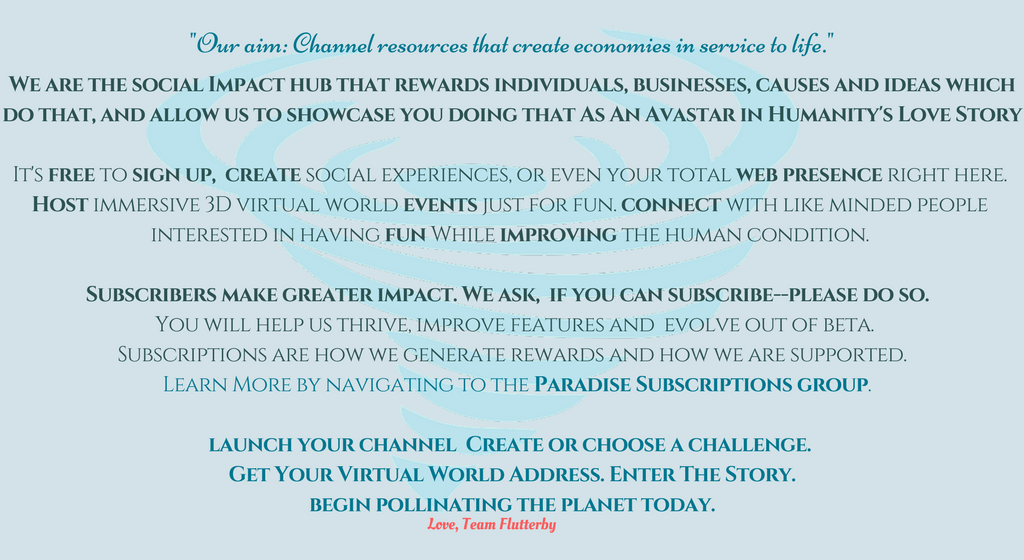 "Our aim: Channel resources that create economies in service to life."
We are the social Impact hub that rewards individuals, businesses, causes and ideas which
do that, and allow us to showcase you doing that As An Avastar in Humanity's Love Story
It's free to sign up, create social experiences, or even your total web presence right here.
Host immersive 3D virtual world events just for fun. connect with like minded people
interested in having fun While improving the human condition.
Subscribers make greater impact. We ask, if you can subscribe--please do so.
You will help us thrive, improve features and evolve out of beta.
Subscriptions are how we generate rewards and how we are supported.
Learn More by navigating to the Paradise Subscriptions group.
launch your channel Create or choose a challenge.
Get Your Virtual World Address. Enter The Story.
begin pollinating the planet today.
Love, Team Flutterby